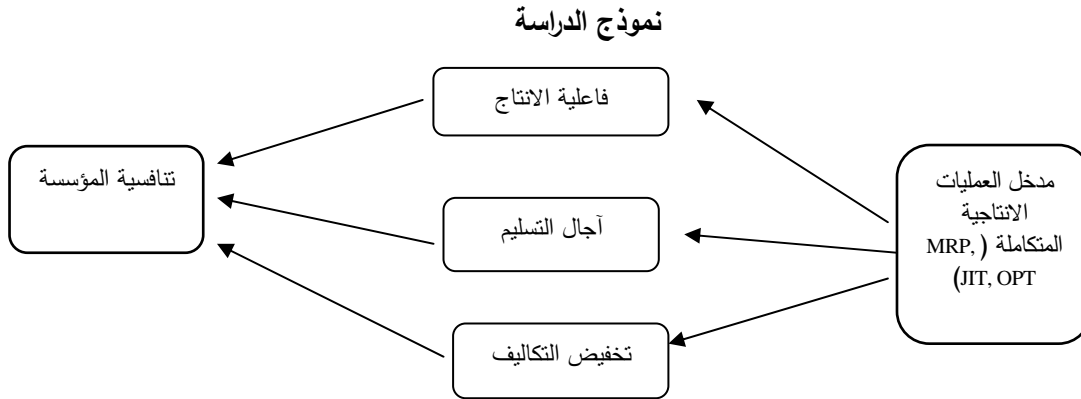 نموذج الدراسة
مدخل العمليات
الانتاجية
المتكاملة ( MRP,
JIT, OPT)
فاعلية الانتاج
آجال التسليم
تخفيض التكاليف
تنافسية المؤسسة